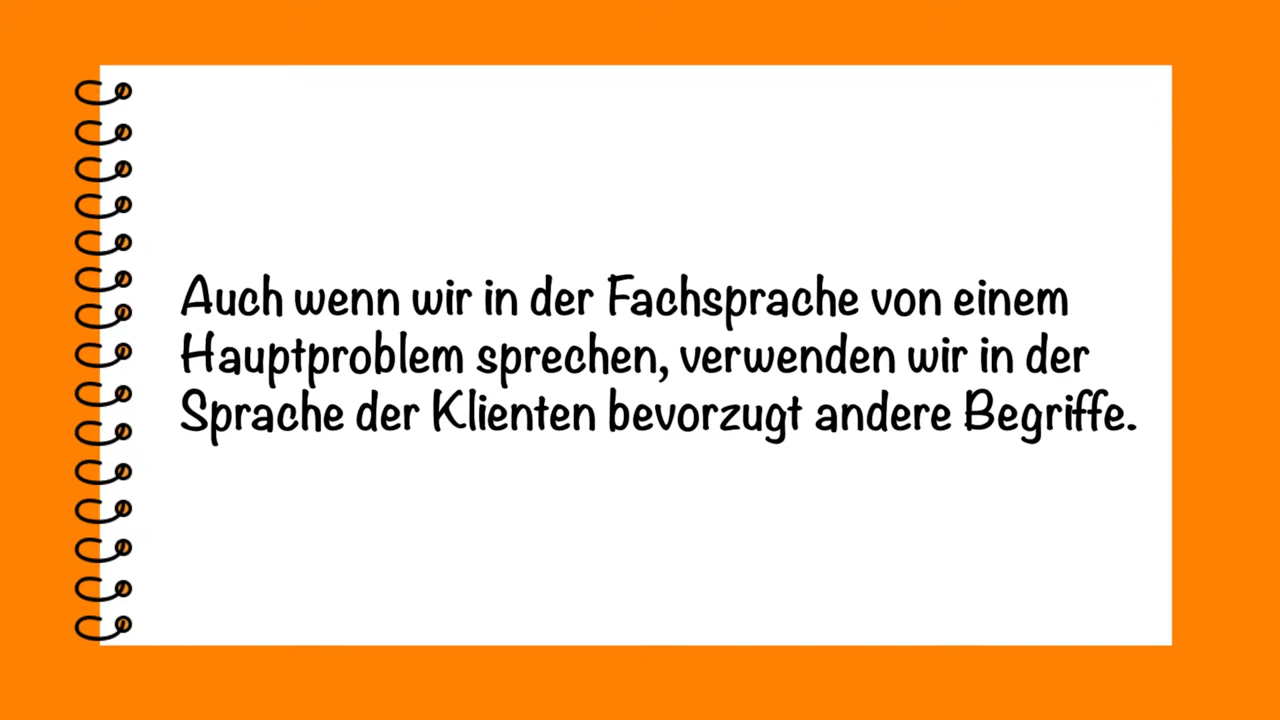 Auch wenn wir in der Fachsprache von einem
Hauptproblem sprechen, verwenden wir in der
Sprache der Klienten bevorzugt andere Begriffe.